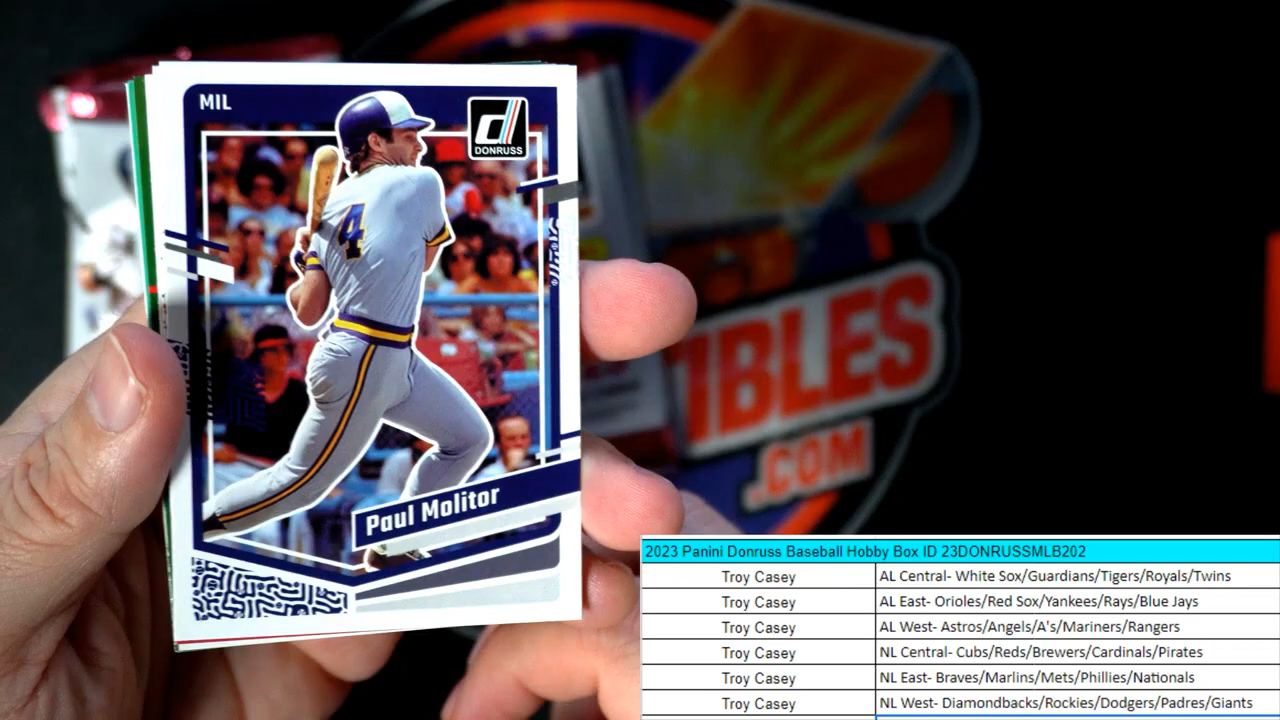 MIL
d
DONRUSS
4
Paul Molitor
IBLES
.COM
2023 Panini Donruss Baseball Hobby Box ID 23DONRUSSMLB202
Troy Casey AL Central- White Sox/Guardians/Tigers/Royals/Twins
Troy Casey AL East- Orioles/Red Sox/Yankees/Rays/Blue Jays
Troy Casey AL West- Astros/Angels/A's/Mariners/Rangers
Troy Casey NL Central- Cubs/Reds/Brewers/Cardinals/Pirates
Troy Casey NL East- Braves/Marlins/Mets/Phillies/Nationals
Troy Casey NL West- Diamondbacks/Rockies/Dodgers/Padres/Giants